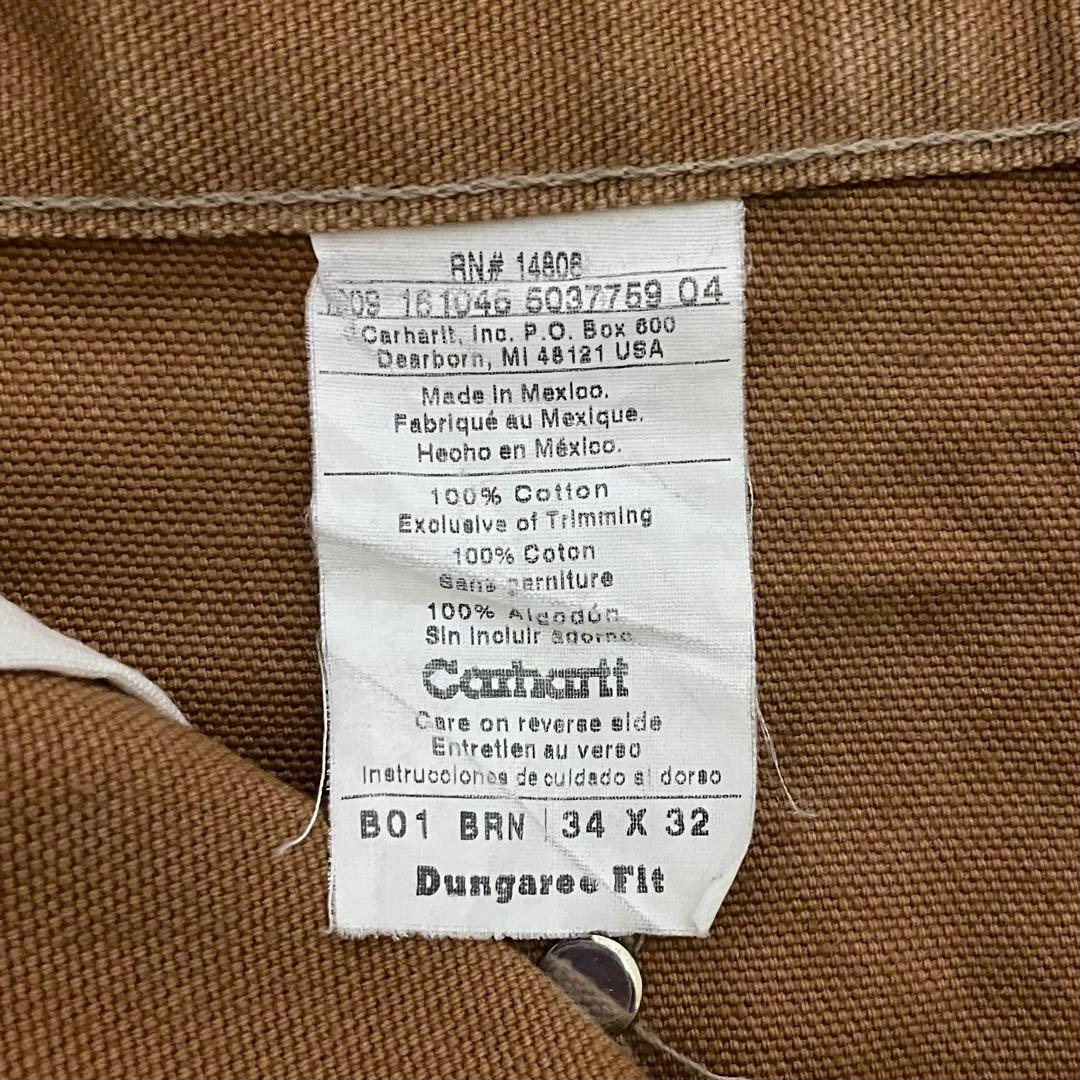 RN# 14806
161046 5037759 04
Carhartt, Inc. P.O. Box 600
Dearborn, MI 48121 USA
Made in Mexico.
Fabriqué au Mexique.
Hecho en México.
100% Cotton
Exclusive of Trimming
100% Coton
Sans garniture
100% Algodón
Sin incluir adorno
Carhartt
Care on reverse side
Entretien au verso
Instrucciones de cuidado al dorso
B01 BRN 34 X 32
Dungaree Fit